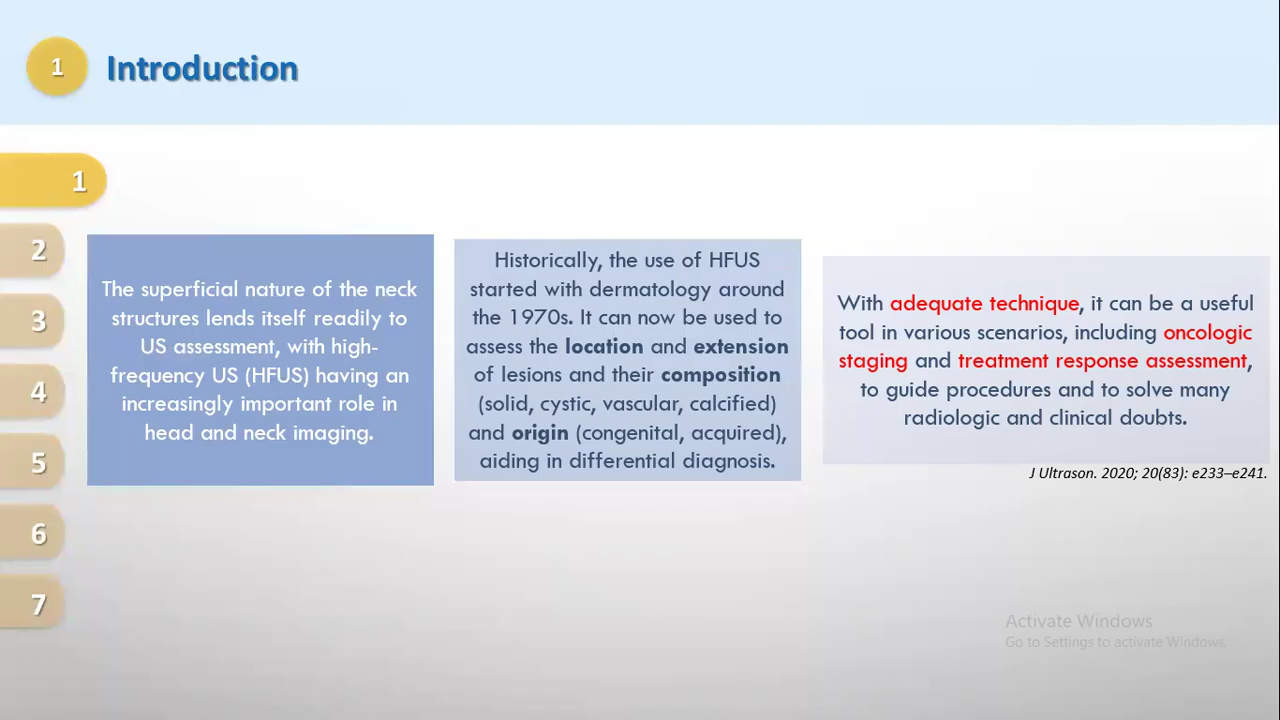 1
Introduction
1
2
3
4
5
6
7
The superficial nature of the neck
structures lends itself readily to
US assessment, with high-
frequency US (HFUS) having an
increasingly important role in
head and neck imaging.
Historically, the use of HFUS
started with dermatology around
the 1970s. It can now be used to
assess the location and extension
of lesions and their composition
(solid, cystic, vascular, calcified)
and origin (congenital, acquired),
aiding in differential diagnosis.
With adequate technique, it can be a useful
tool in various scenarios, including oncologic
staging and treatment response assessment,
to guide procedures and to solve many
radiologic and clinical doubts.
J Ultrason. 2020; 20(83): e233–e241.
Activate Windows
Go to Settings to activate Windows.